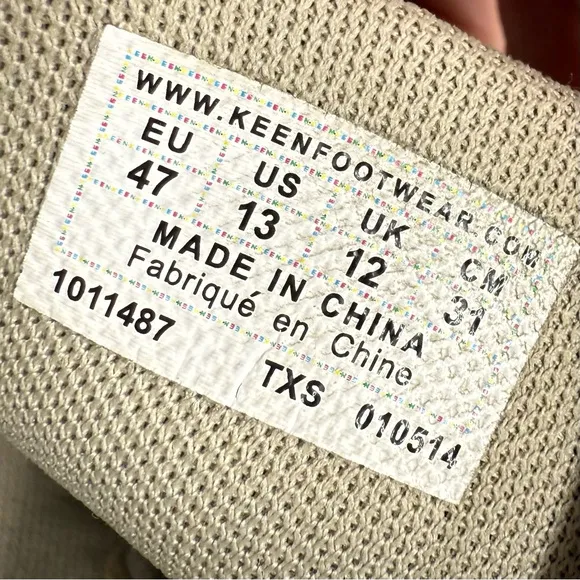 WWW.KEENFOOTWEAR.COM
EU US UK CM
47 13 12 31
MADE IN CHINA
Fabriqué en Chine
1011487 TXS 010514